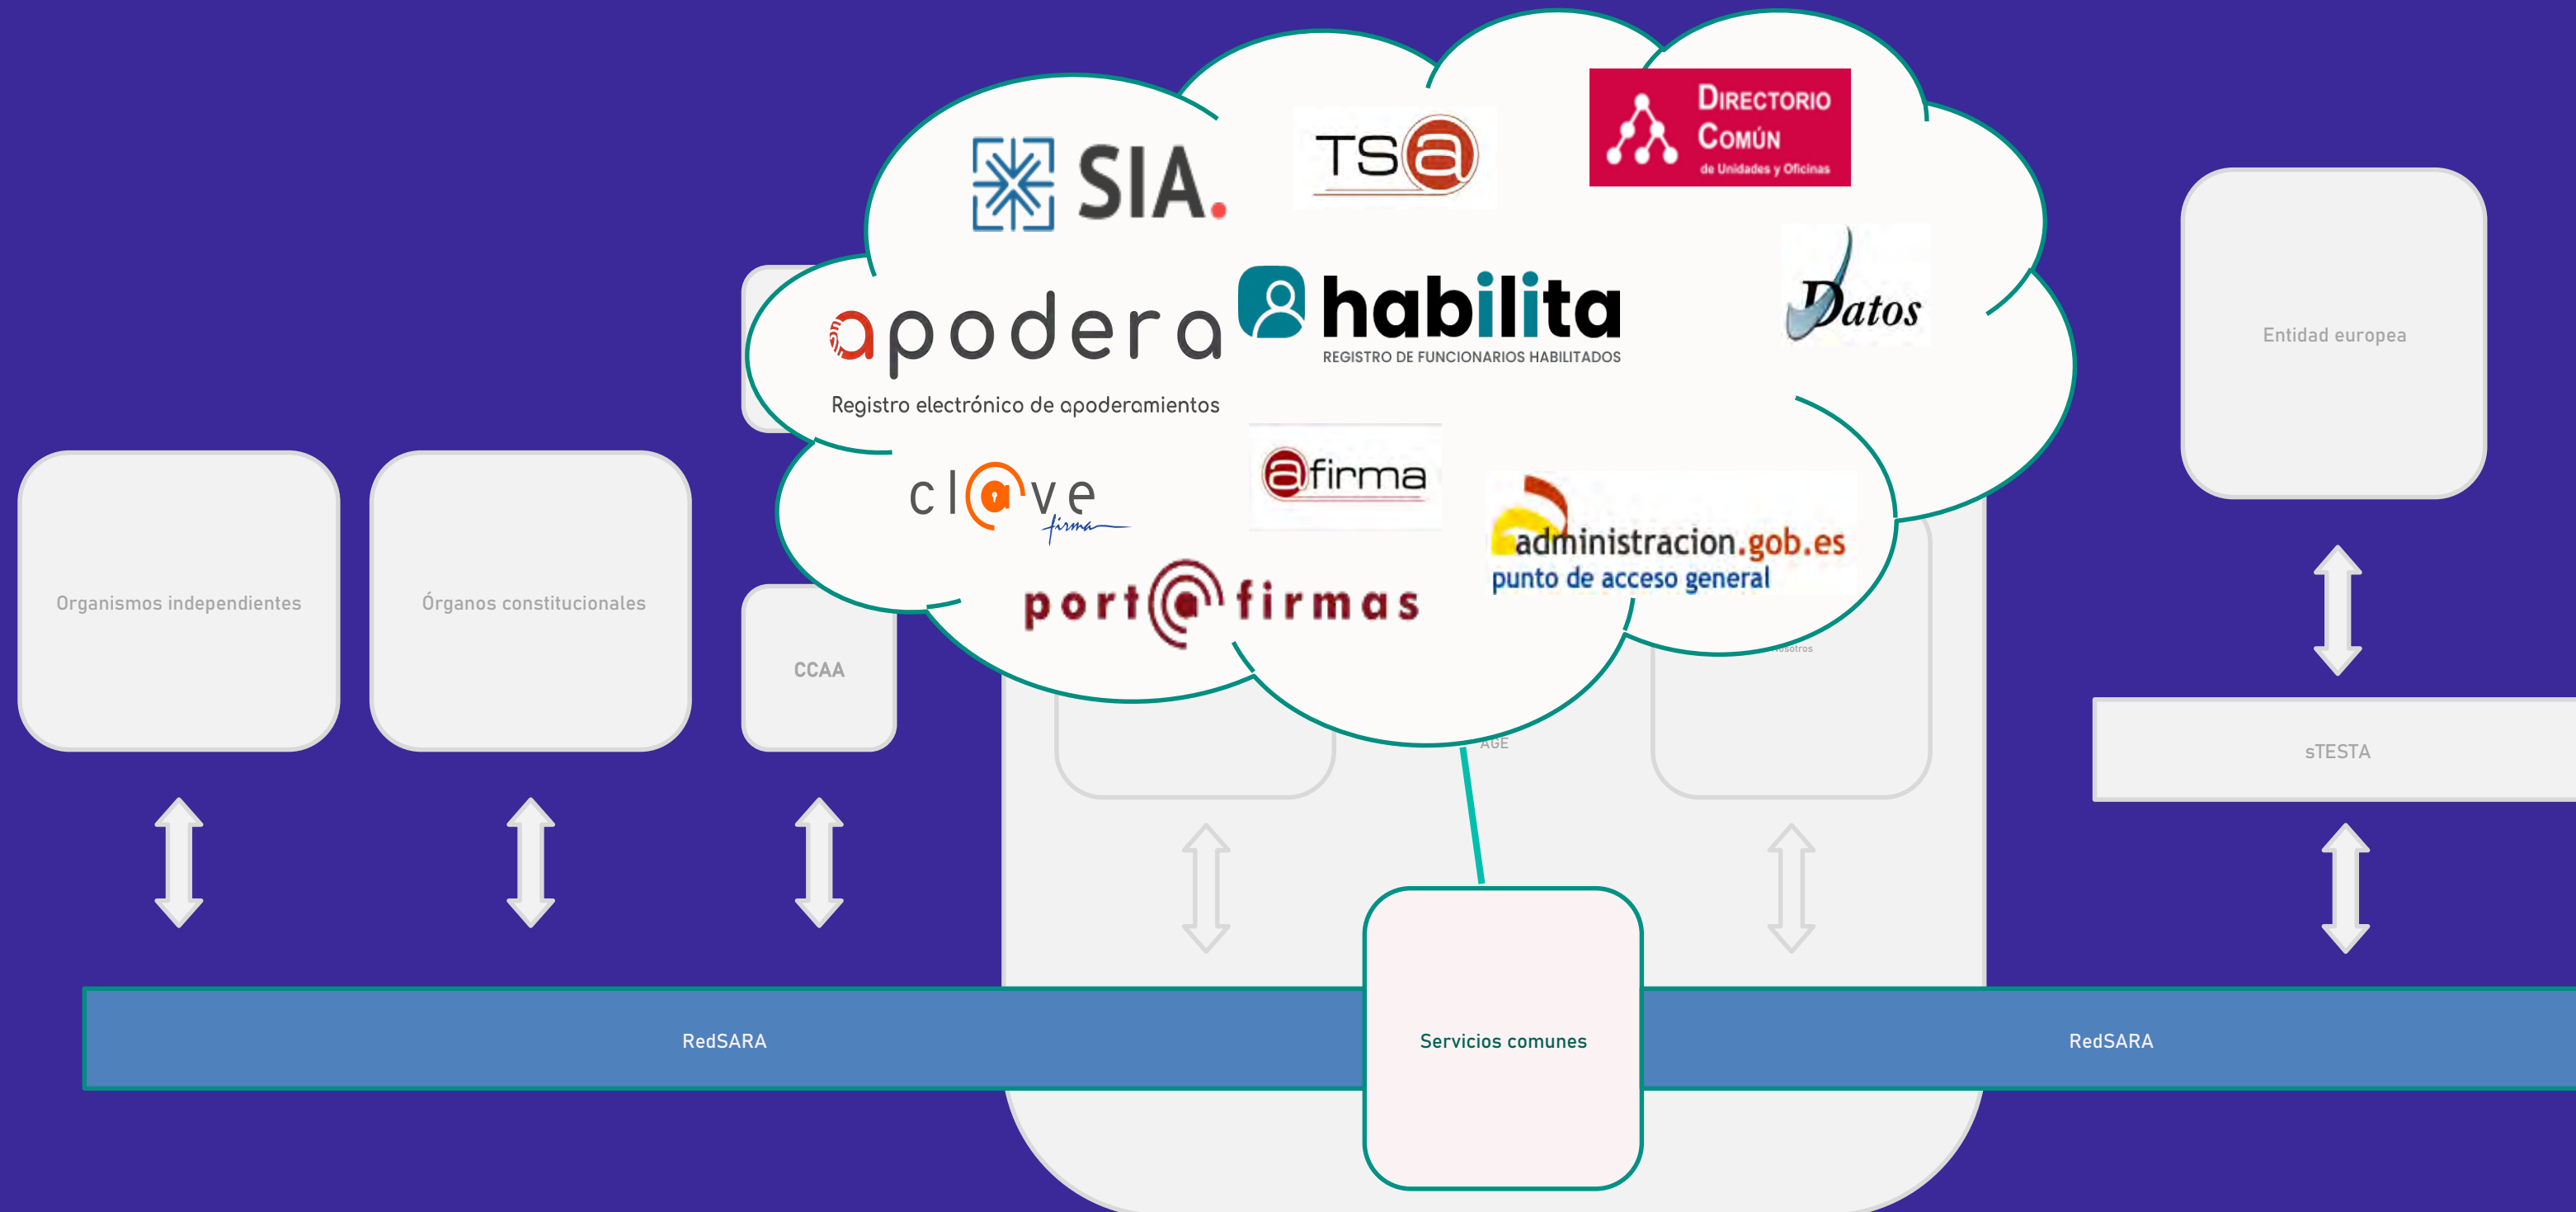 SIA.
TS@
DIRECTORIO
COMÚN
de Unidades y Oficinas
apodera
Registro electrónico de apoderamientos
habilita
REGISTRO DE FUNCIONARIOS HABILITADOS
Datos
Entidad europea
cl@ve
firma
@firma
administracion.gob.es
punto de acceso general
port@firmas
Organismos independientes
Órganos constitucionales
CCAA
AGE
sTESTA
RedSARA
Servicios comunes
RedSARA